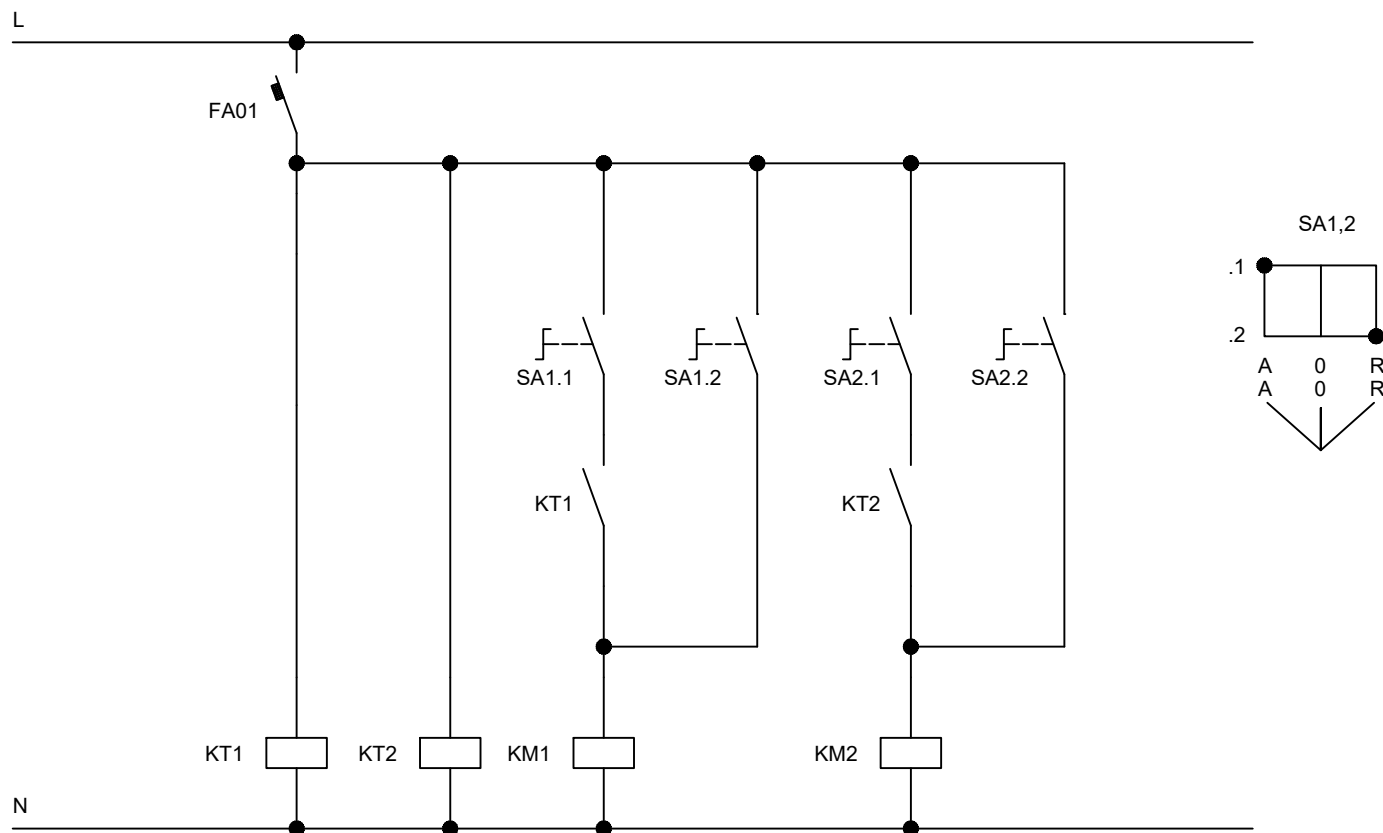 L
FA01
SA1,2
.1
.2
A 0 R
A 0 R
SA1.1 SA1.2 SA2.1 SA2.2
KT1 KT2
KT1 KT2 KM1 KM2
N